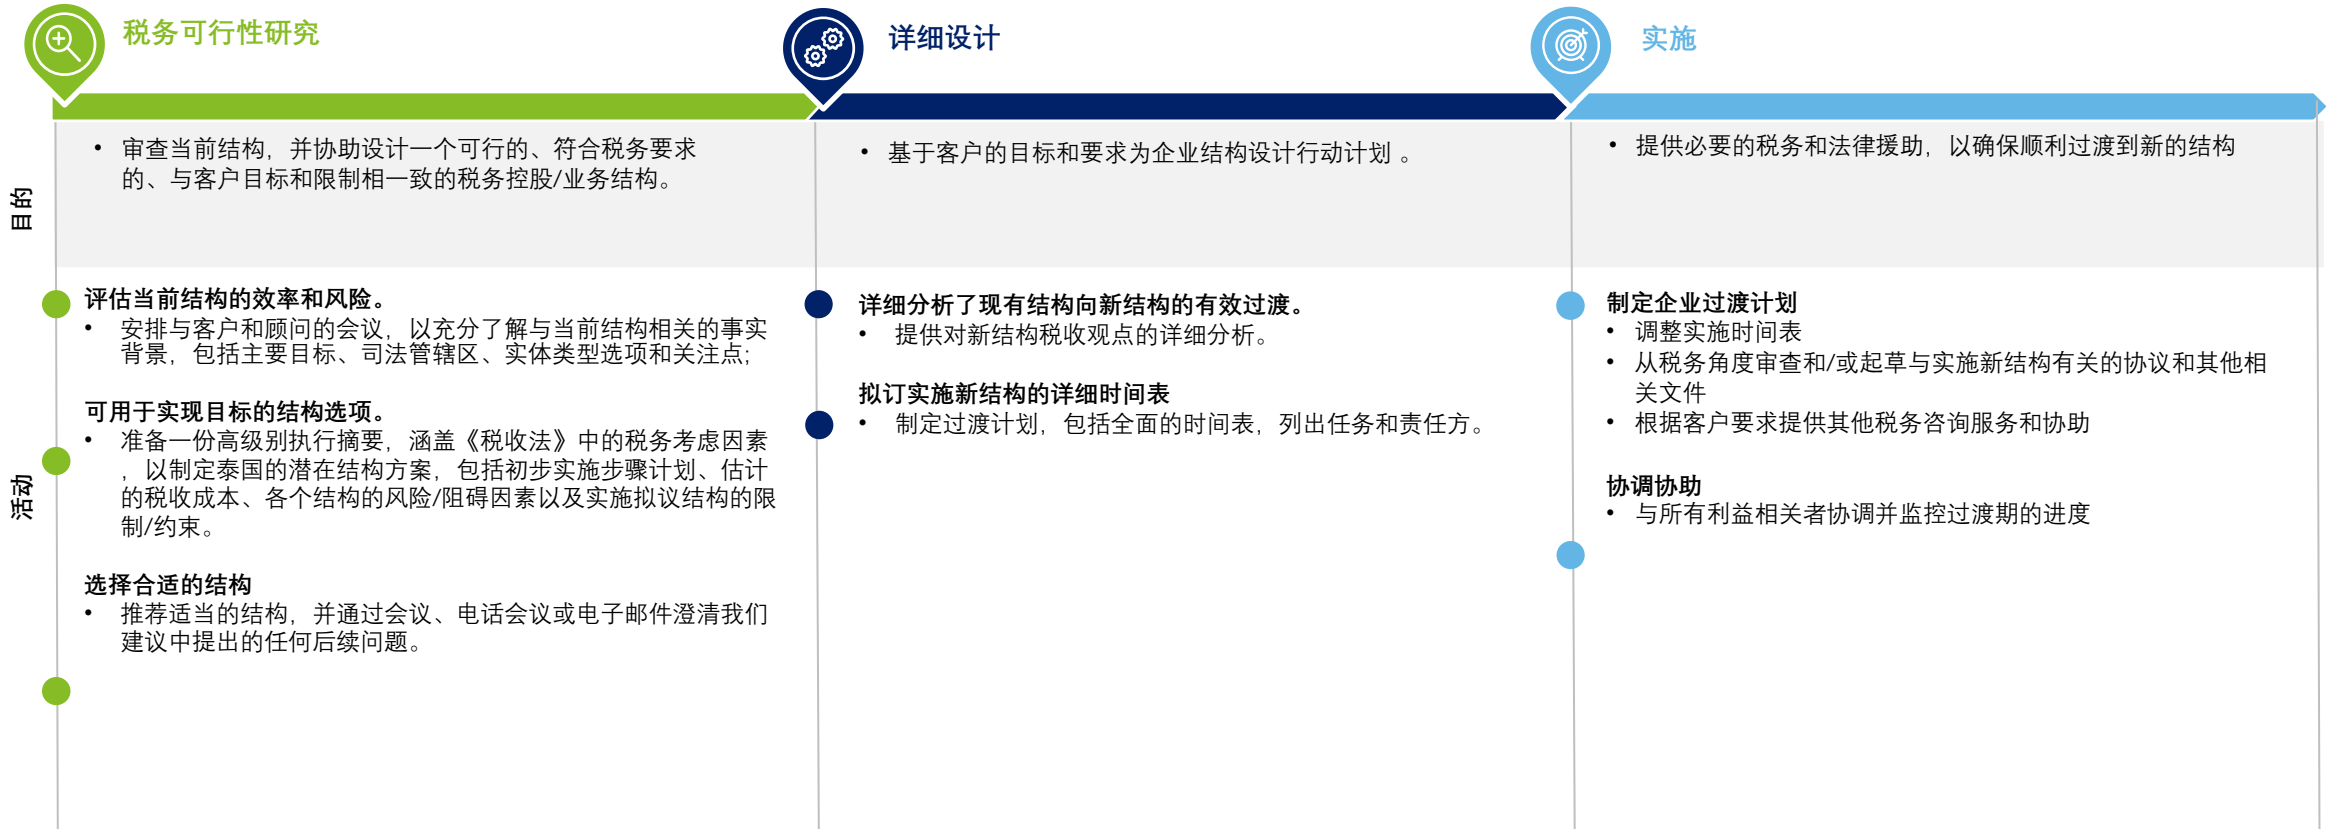 税务可行性研究
详细设计
实施
目的
审查当前结构，并协助设计一个可行的、符合税务要求
的、与客户目标和限制相一致的税务控股/业务结构。
基于客户的目标和要求为企业结构设计行动计划 。
提供必要的税务和法律援助，以确保顺利过渡到新的结构
活动
评估当前结构的效率和风险。
安排与客户和顾问的会议，以充分了解与当前结构相关的事实
背景，包括主要目标、司法管辖区、实体类型选项和关注点;
可用于实现目标的结构选项。
准备一份高级别执行摘要，涵盖《税收法》中的税务考虑因素
，以制定泰国的潜在结构方案，包括初步实施步骤计划、估计
的税收成本、各个结构的风险/阻碍因素以及实施拟议结构的限
制/约束。
选择合适的结构
推荐适当的结构，并通过会议、电话会议或电子邮件澄清我们
建议中提出的任何后续问题。
详细分析了现有结构向新结构的有效过渡。
提供对新结构税收观点的详细分析。
拟订实施新结构的详细时间表
制定过渡计划，包括全面的时间表，列出任务和责任方。
制定企业过渡计划
调整实施时间表
从税务角度审查和/或起草与实施新结构有关的协议和其他相
关文件
根据客户要求提供其他税务咨询服务和协助
协调协助
与所有利益相关者协调并监控过渡期的进度